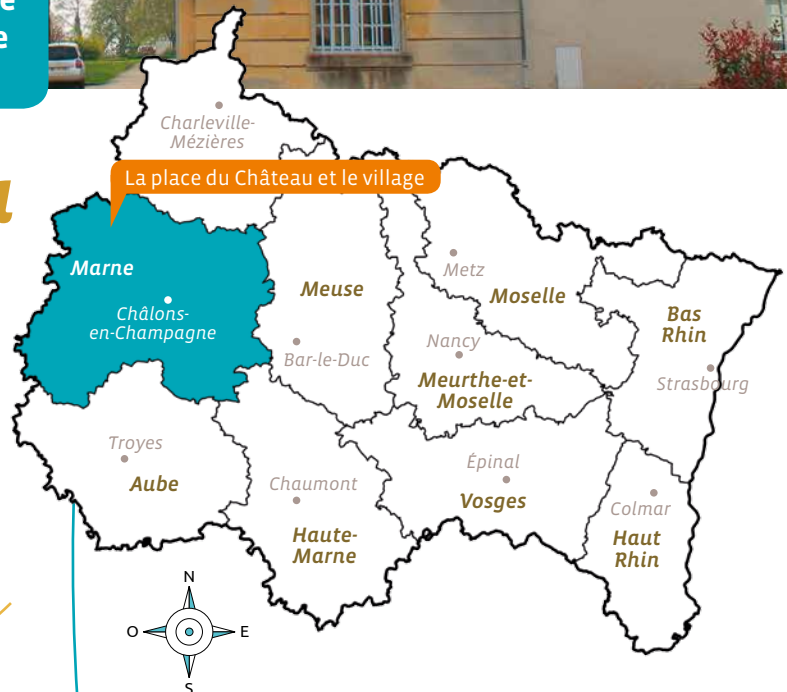 e
e
Charleville-
Mézières
La place du Château et le village
Marne
Châlons-
en-Champagne
Meuse
Bar-le-Duc
Metz
Moselle
Nancy
Meurthe-et-
Moselle
Bas
Rhin
Strasbourg
Troyes
Aube
Chaumont
Haute-
Marne
Épinal
Vosges
Colmar
Haut
Rhin
N
O
E
S